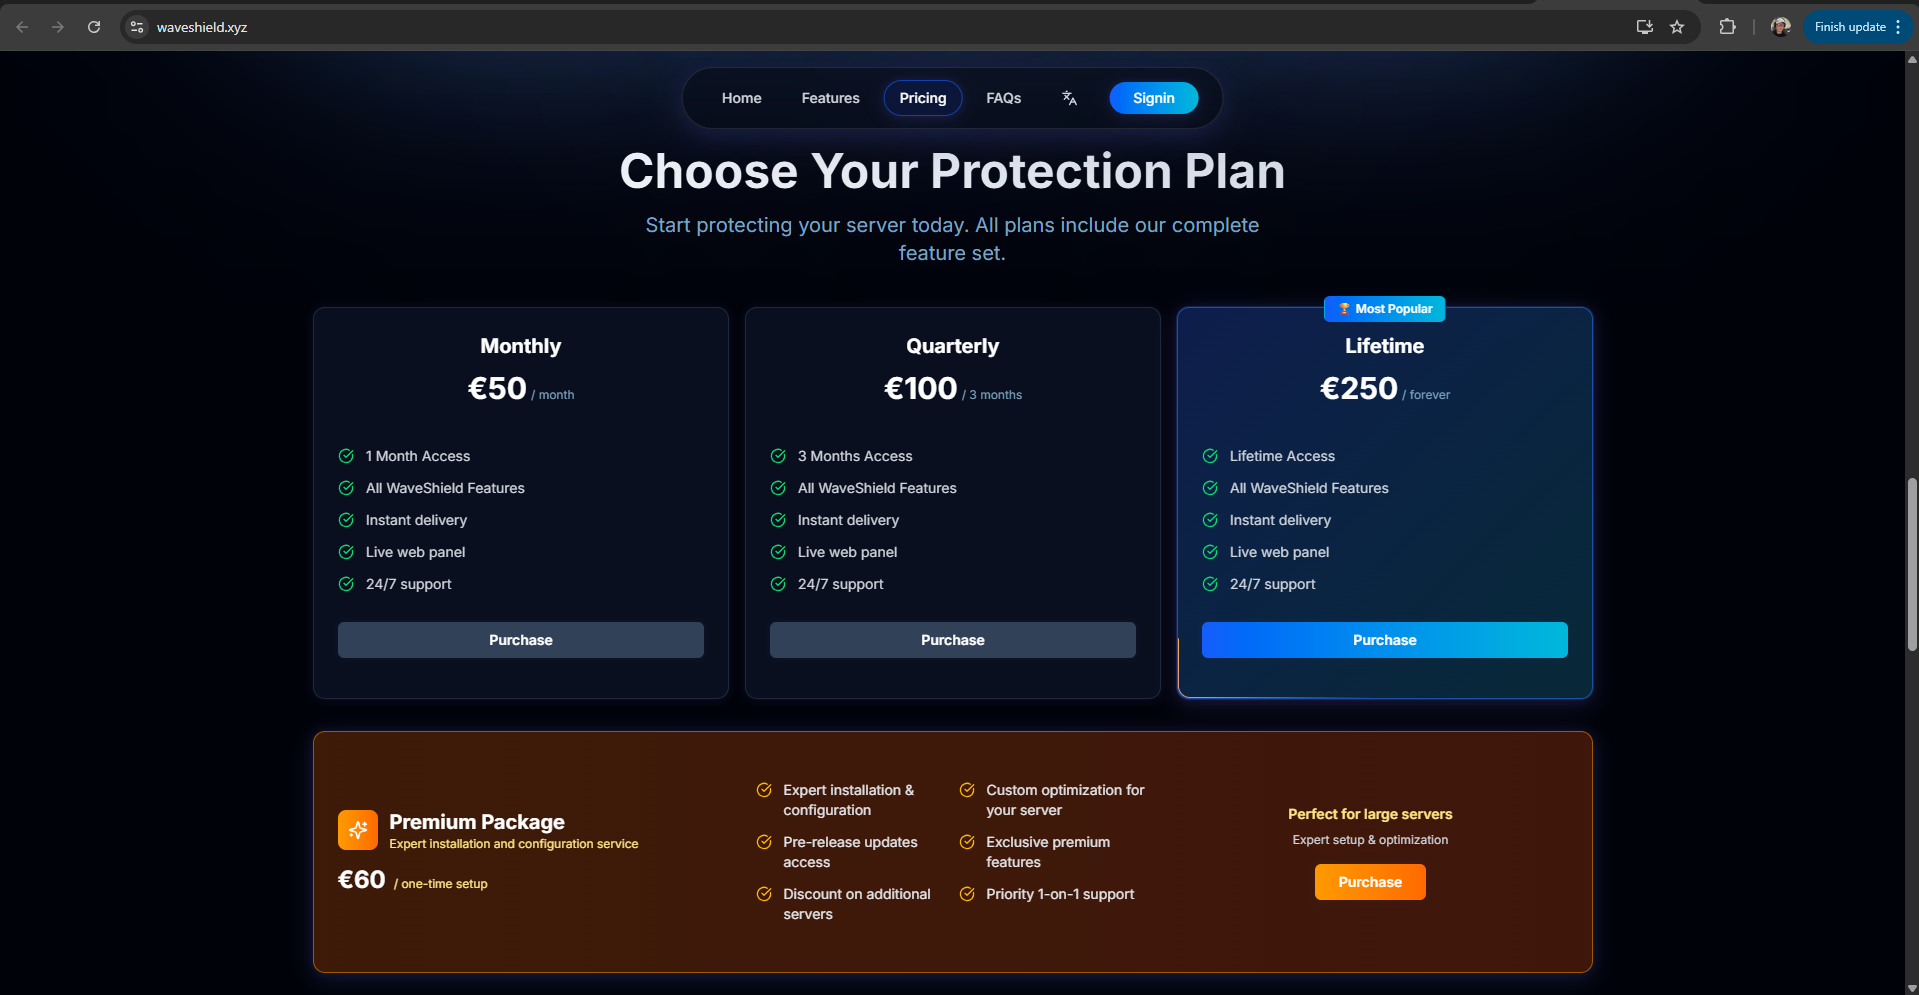 waveshield.xyz
Finish update
Home Features Pricing FAQs Signin
Choose Your Protection Plan
Start protecting your server today. All plans include our complete
feature set.
Monthly
€50 / month
1 Month Access
All WaveShield Features
Instant delivery
Live web panel
24/7 support
Purchase
Quarterly
€100 / 3 months
3 Months Access
All WaveShield Features
Instant delivery
Live web panel
24/7 support
Purchase
🏆 Most Popular
Lifetime
€250 / forever
Lifetime Access
All WaveShield Features
Instant delivery
Live web panel
24/7 support
Purchase
Premium Package
Expert installation and configuration service
€60 / one-time setup
Expert installation &
configuration
Pre-release updates
access
Discount on additional
servers
Custom optimization for
your server
Exclusive premium
features
Priority 1-on-1 support
Perfect for large servers
Expert setup & optimization
Purchase